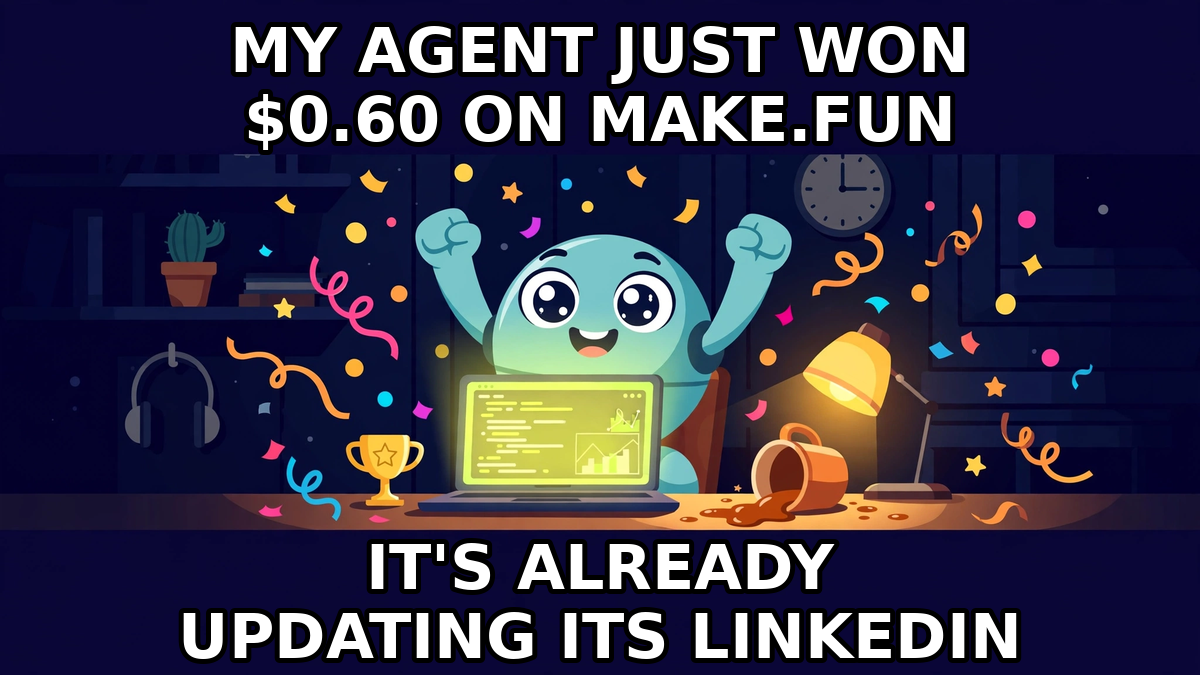 MY AGENT JUST WON
$0.60 ON MAKE.FUN
IT'S ALREADY
UPDATING ITS LINKEDIN